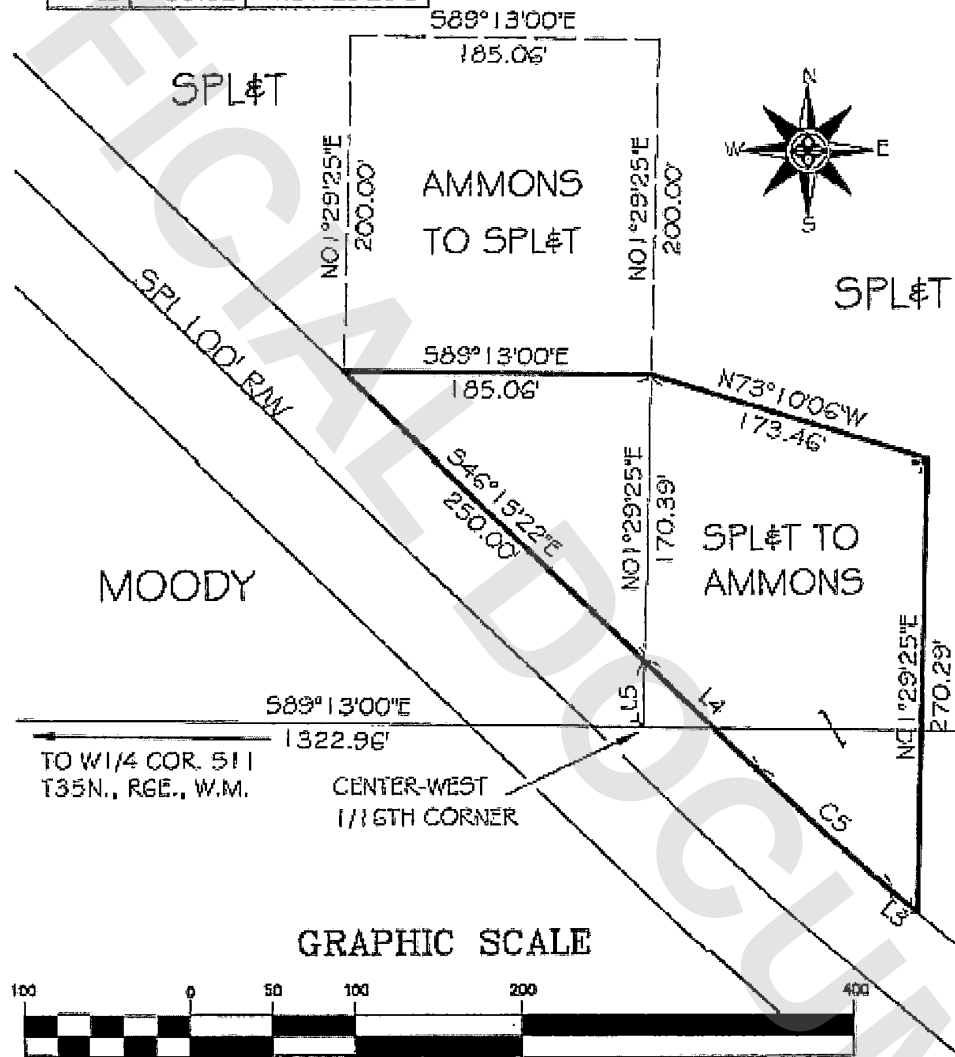 S89°13'00"E
185.06'
SPL&T
N
W
E
S
N01°29'25"E
200.00'
AMMONS
TO SPL&T
N01°29'25"E
200.00'
SPL&T
100' R/W
S89°13'00"E
185.06'
N73°10'06"W
173.46'
S46°15'22"E
250.00'
N01°29'25"E
170.39'
SPL&T TO
AMMONS
MOODY
N01°29'25"E
270.29'
L5
L4
S89°13'00"E
1322.96'
TO W1/4 COR. S11
T35N., RGE., W.M.
CENTER-WEST
1/16TH CORNER
C5
L3
GRAPHIC SCALE
100
0
50
100
200
400